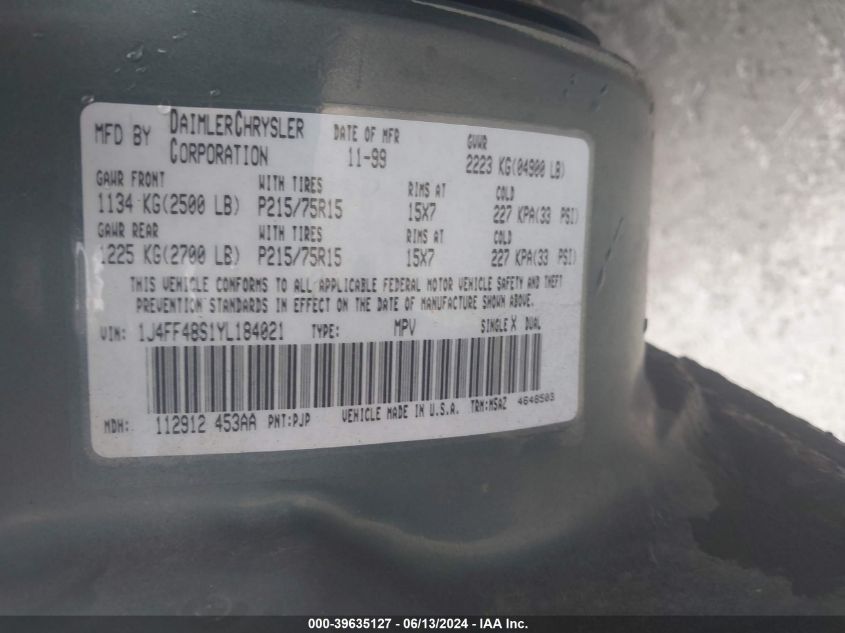 MFD BY DAIMLERCHRYSLER CORPORATION DATE OF MFR 11-99 GVWR 2223 KG(04900 LB)
GAWR FRONT WITH TIRES RIMS AT COLD
1134 KG(2500 LB) P215/75R15 15X7 227 KPA(33 PSI)
GAWR REAR WITH TIRES RIMS AT COLD
1225 KG(2700 LB) P215/75R15 15X7 227 KPA(33 PSI)
THIS VEHICLE CONFORMS TO ALL APPLICABLE FEDERAL MOTOR VEHICLE SAFETY AND THEFT
PREVENTION STANDARDS IN EFFECT ON THE DATE OF MANUFACTURE SHOWN ABOVE.
VIN: 1J4FF48S1YL184021 TYPE: MPV SINGLE X DUAL
MDH: 112912 453AA PNT:PJP VEHICLE MADE IN U.S.A. TRM:MSAZ 4648503
000-39635127 - 06/13/2024 - IAA Inc.